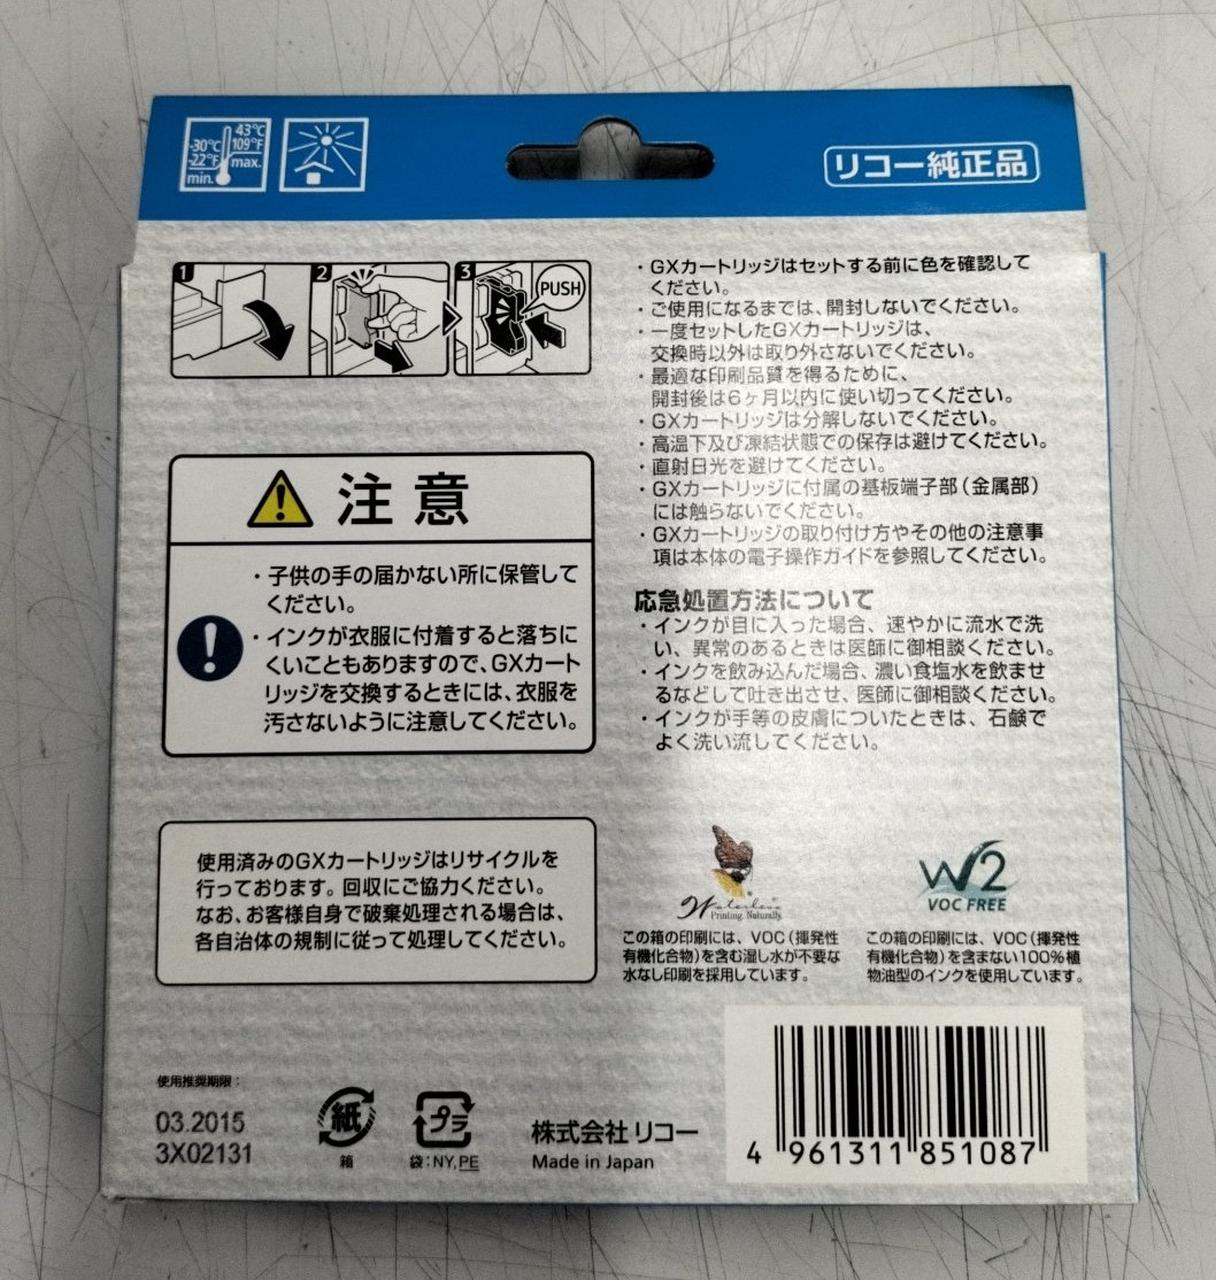 43℃
-30℃ 109°F
-22°F max.
min.
リコー純正品
1
2
3
PUSH
・GXカートリッジはセットする前に色を確認して
ください。
・ご使用になるまでは、開封しないでください。
・一度セットしたGXカートリッジは、
交換時以外は取り外さないでください。
・最適な印刷品質を得るために、
開封後は6ヶ月以内に使い切ってください。
・GXカートリッジは分解しないでください。
・高温下及び凍結状態での保存は避けてください。
・直射日光を避けてください。
・GXカートリッジに付属の基板端子部(金属部)
には触らないでください。
・GXカートリッジの取り付け方やその他の注意事
項は本体の電子操作ガイドを参照してください。
注意
・子供の手の届かない所に保管して
ください。
・インクが衣服に付着すると落ちに
くいこともありますので、GXカート
リッジを交換するときには、衣服を
汚さないように注意してください。
応急処置方法について
・インクが目に入った場合、速やかに流水で洗
い、異常のあるときは医師に御相談ください。
・インクを飲み込んだ場合、濃い食塩水を飲ませ
るなどして吐き出させ、医師に御相談ください。
・インクが手等の皮膚についたときは、石鹸で
よく洗い流してください。
使用済みのGXカートリッジはリサイクルを
行っております。回収にご協力ください。
なお、お客様自身で破棄処理される場合は、
各自治体の規制に従って処理してください。
Waterless
Printing. Naturally.
この箱の印刷には、VOC(揮発性
有機化合物)を含む湿し水が不要な
水なし印刷を採用しています。
W2
VOC FREE
この箱の印刷には、VOC(揮発性
有機化合物)を含まない100%植
物油型のインクを使用しています。
使用推奨期限:
03.2015
3X02131
紙
箱
プラ
袋:NY,PE
株式会社 リコー
Made in Japan
4 961311 851087